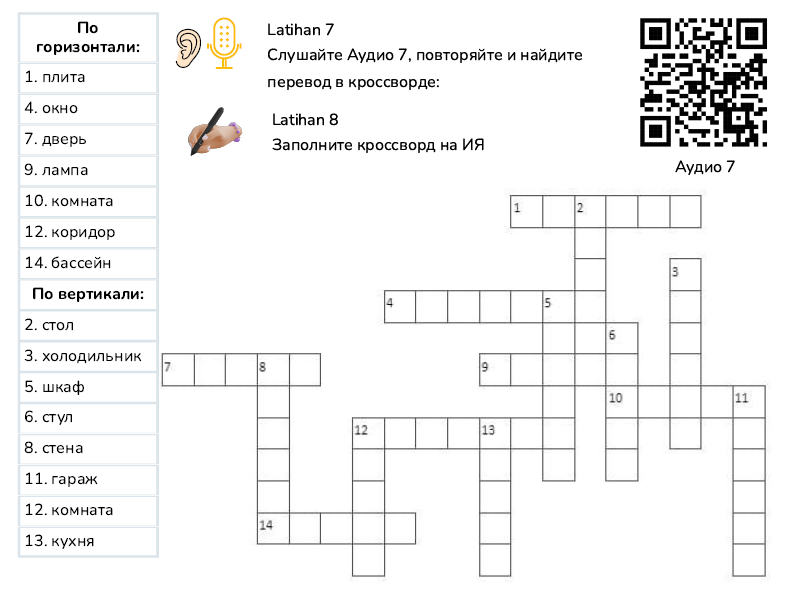 По
горизонтали:
1. плита
4. окно
7. дверь
9. лампа
10. комната
12. коридор
14. бассейн
По вертикали:
2. стол
3. холодильник
5. шкаф
6. стул
8. стена
11. гараж
12. комната
13. кухня
Latihan 7
Слушайте Аудио 7, повторяйте и найдите
перевод в кроссворде:
Latihan 8
Заполните кроссворд на ИЯ
Аудио 7
1 2
3
4 5
6
7 8 9
10 11
12 13
14